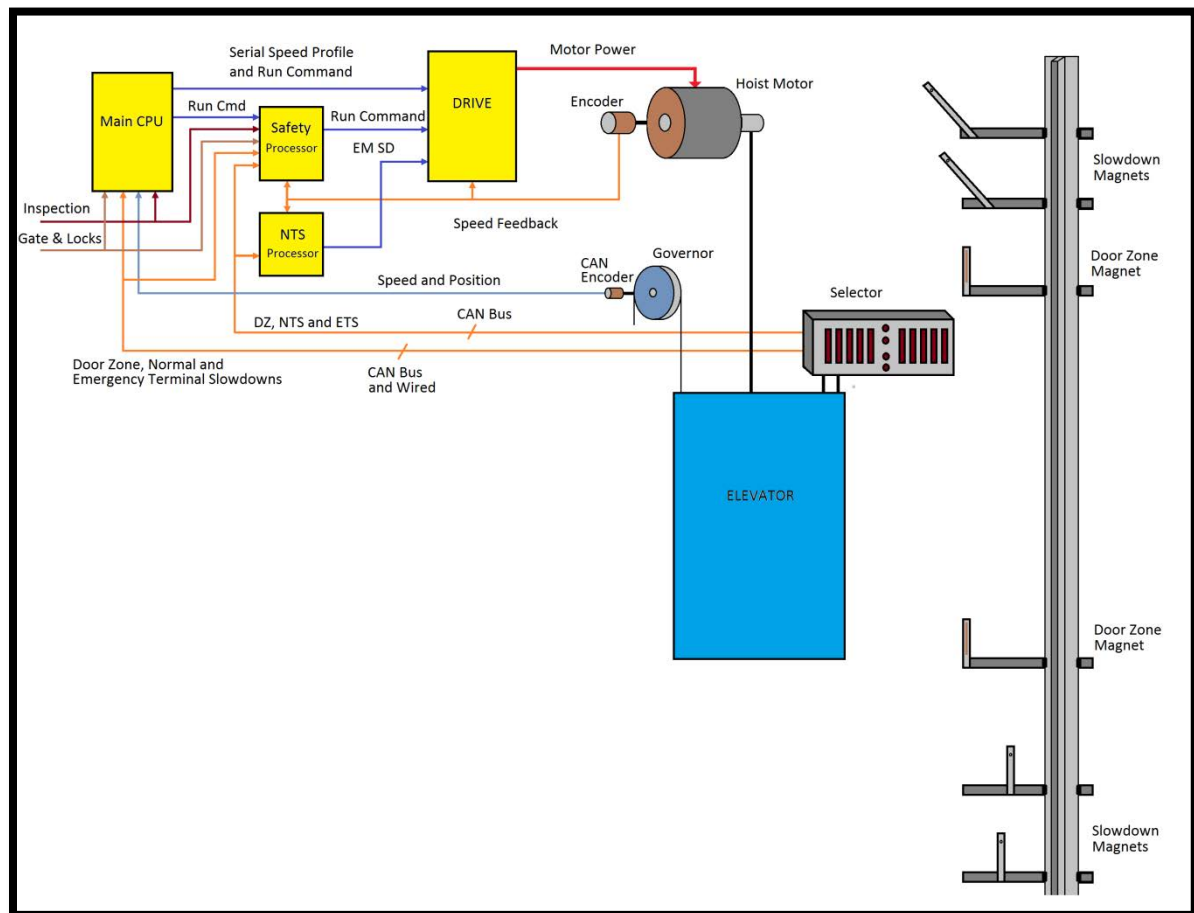 Serial Speed Profile
and Run Command
Motor Power
Hoist Motor
Encoder
Main CPU
Run Cmd
Safety
Processor
Run Command
DRIVE
EM SD
Slowdown
Magnets
Inspection
Gate & Locks
NTS
Processor
Speed Feedback
Door Zone
Magnet
CAN
Encoder
Governor
Speed and Position
Selector
DZ, NTS and ETS
CAN Bus
Door Zone, Normal and
Emergency Terminal Slowdowns
CAN Bus
and Wired
ELEVATOR
Door Zone
Magnet
Slowdown
Magnets